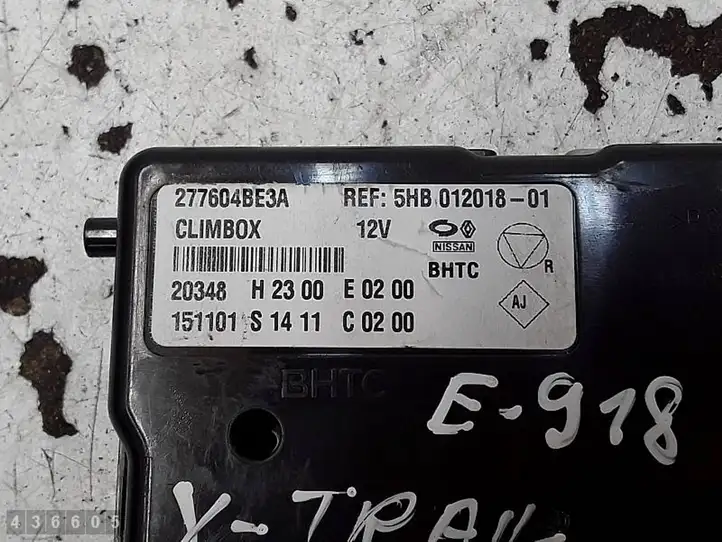 277604BE3A REF: 5HB 012018-01
CLIMBOX 12V
NISSAN
BHTC
R
20348 H 23 00 E 02 00
AJ
151101 S 14 11 C 02 00
BHTC
E-918
X-TRAIL
436605